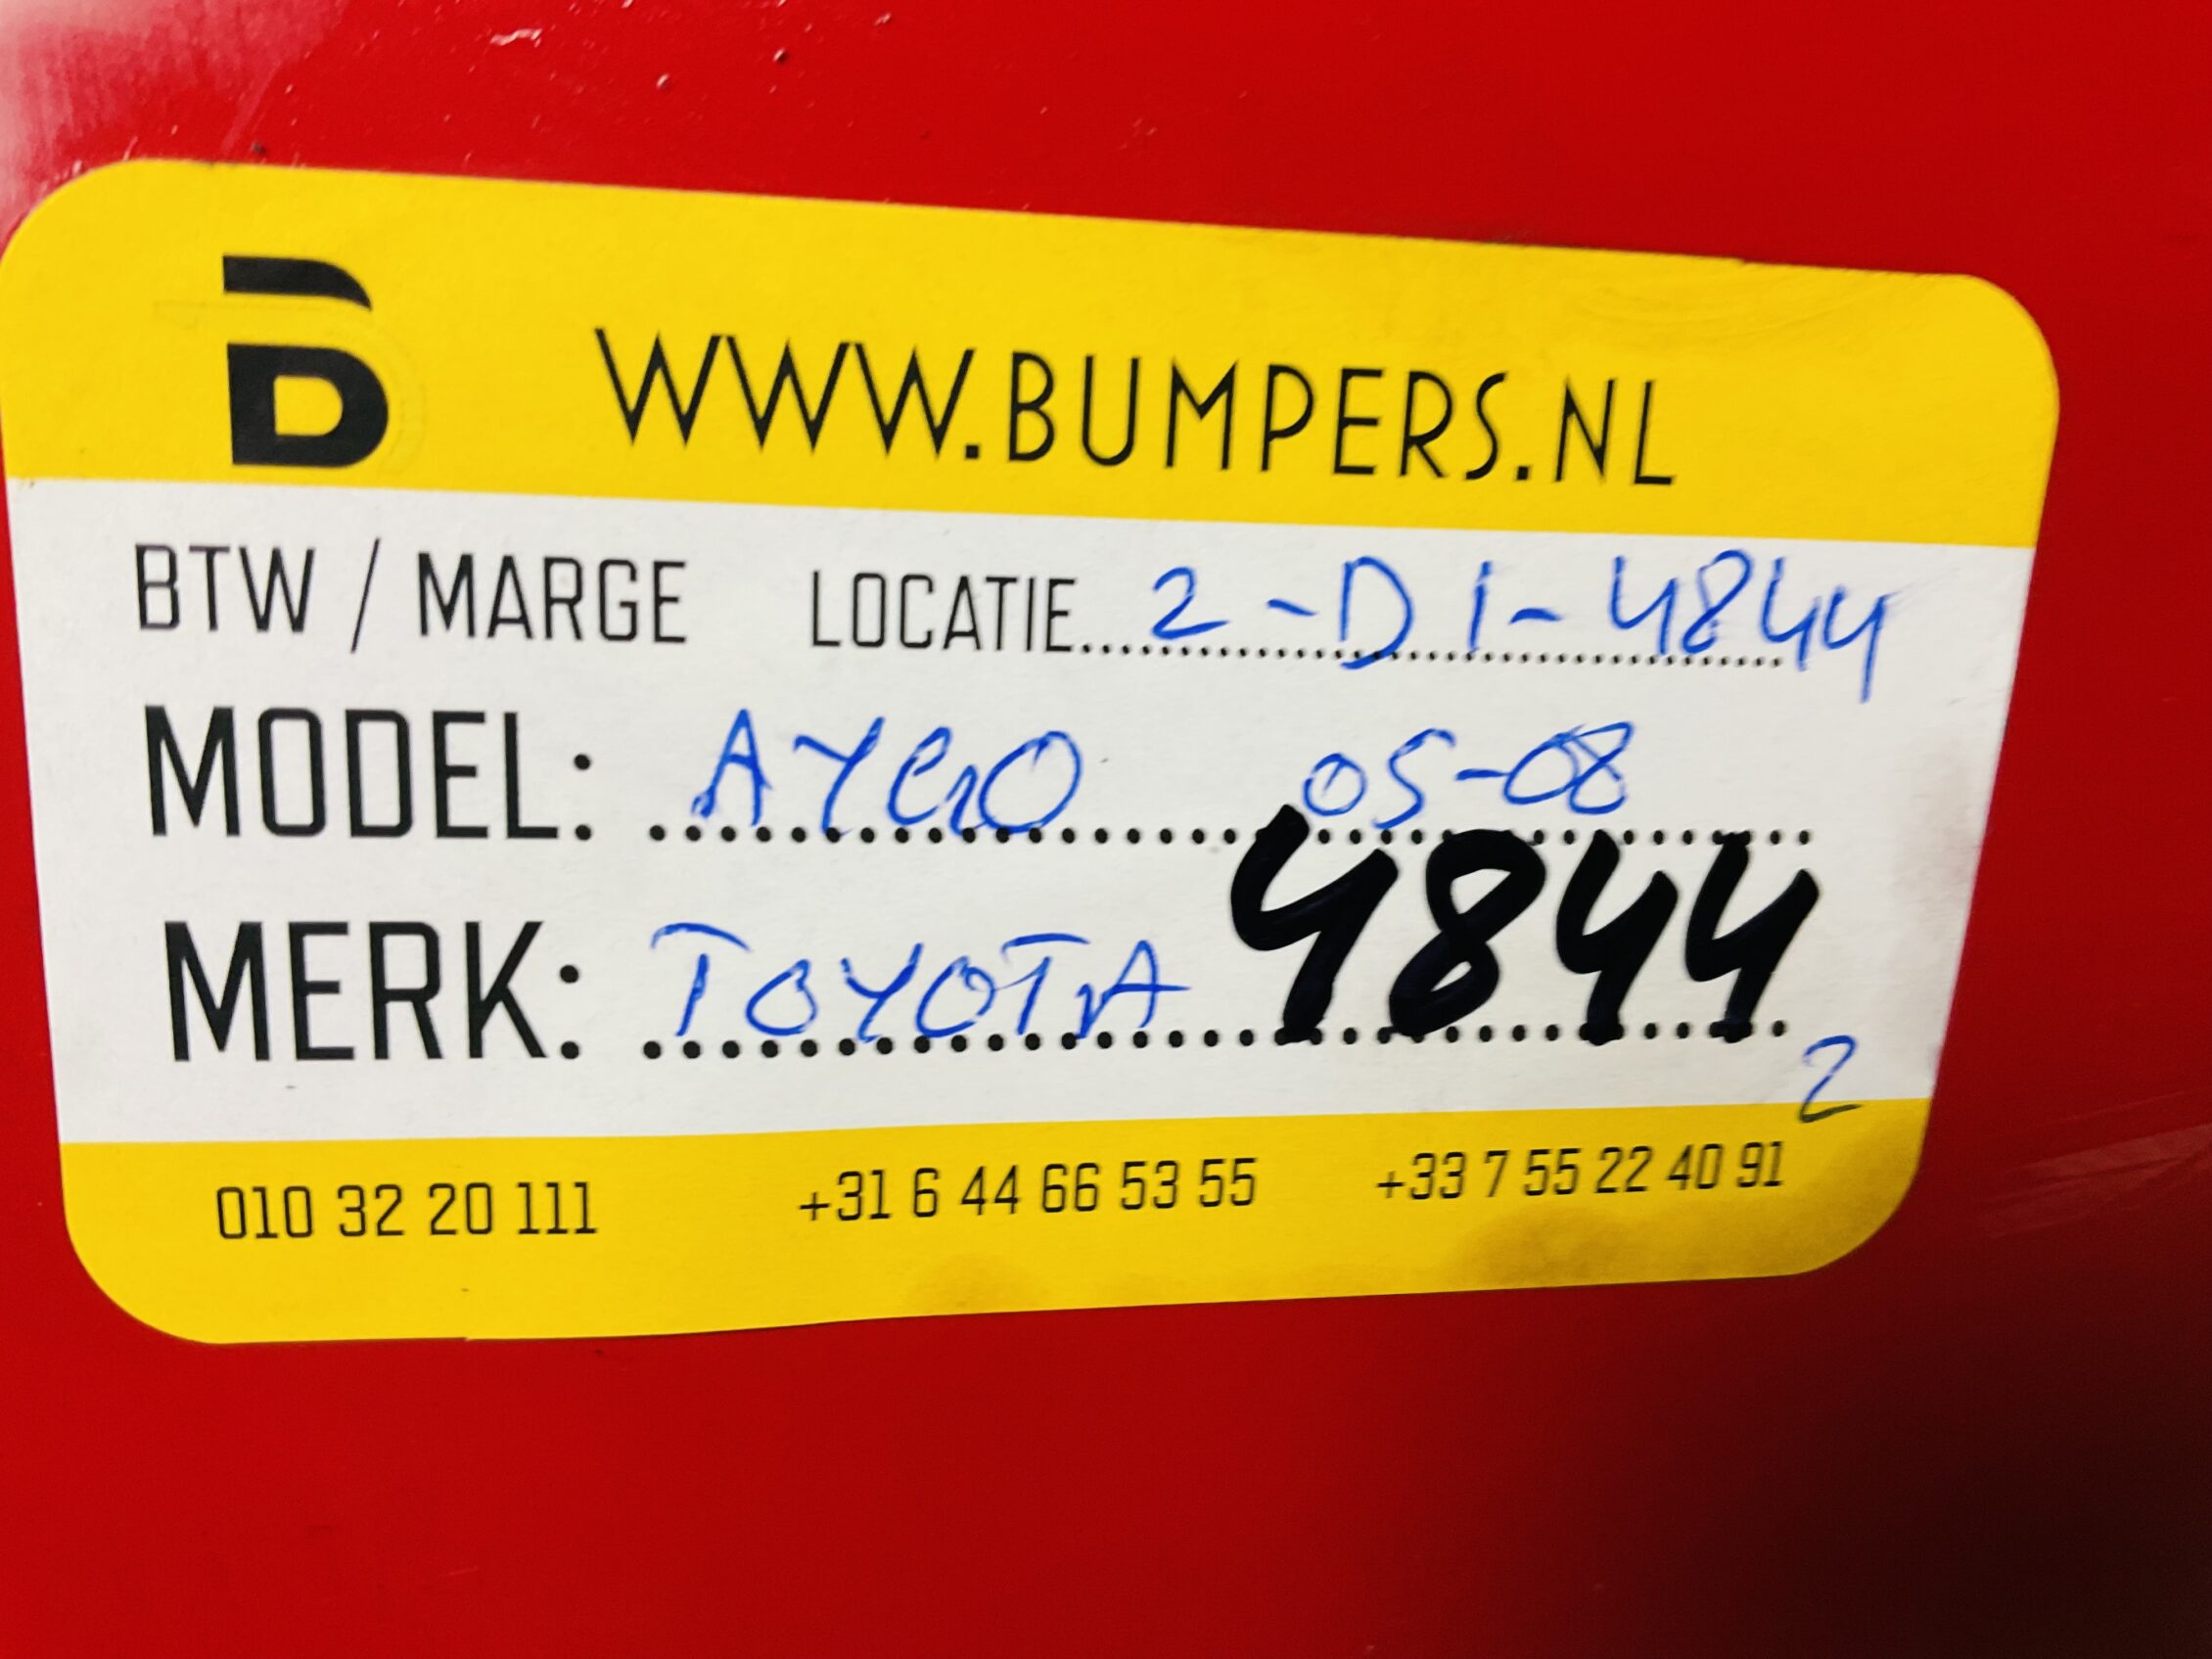 B WWW.BUMPERS.NL
BTW / MARGE LOCATIE... 2-D1-4844
MODEL: AYGO 05-08
MERK: TOYOTA 4844
2
010 32 20 111 +31 6 44 66 53 55 +33 7 55 22 40 91